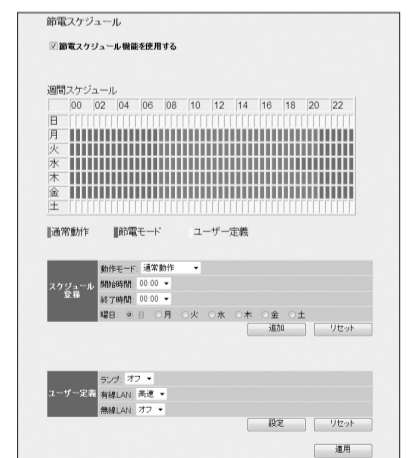 節電スケジュール
節電スケジュール機能を使用する
週間スケジュール
00 02 04 06 08 10 12 14 16 18 20 22
日
月
火
水
木
金
土
通常動作 節電モード ユーザー定義
スケジュール登録
動作モード: 通常動作
開始時間: 00:00
終了時間: 00:00
曜日: 日 月 火 水 木 金 土
追加 リセット
ユーザー定義
ランプ: オフ
有線LAN: 高速
無線LAN: オフ
設定 リセット
適用